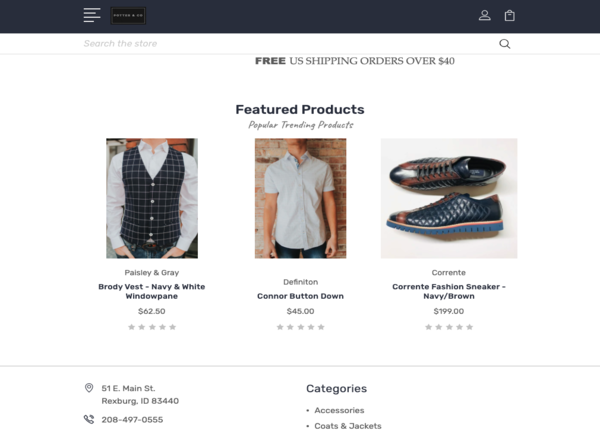 POTTER & CO
Search the store
FREE US SHIPPING ORDERS OVER $40
Featured Products
Popular Trending Products
Paisley & Gray
Brody Vest - Navy & White
Windowpane
$62.50
Definiton
Connor Button Down
$45.00
Corrente
Corrente Fashion Sneaker -
Navy/Brown
$199.00
51 E. Main St.
Rexburg, ID 83440
208-497-0555
Categories
Accessories
Coats & Jackets